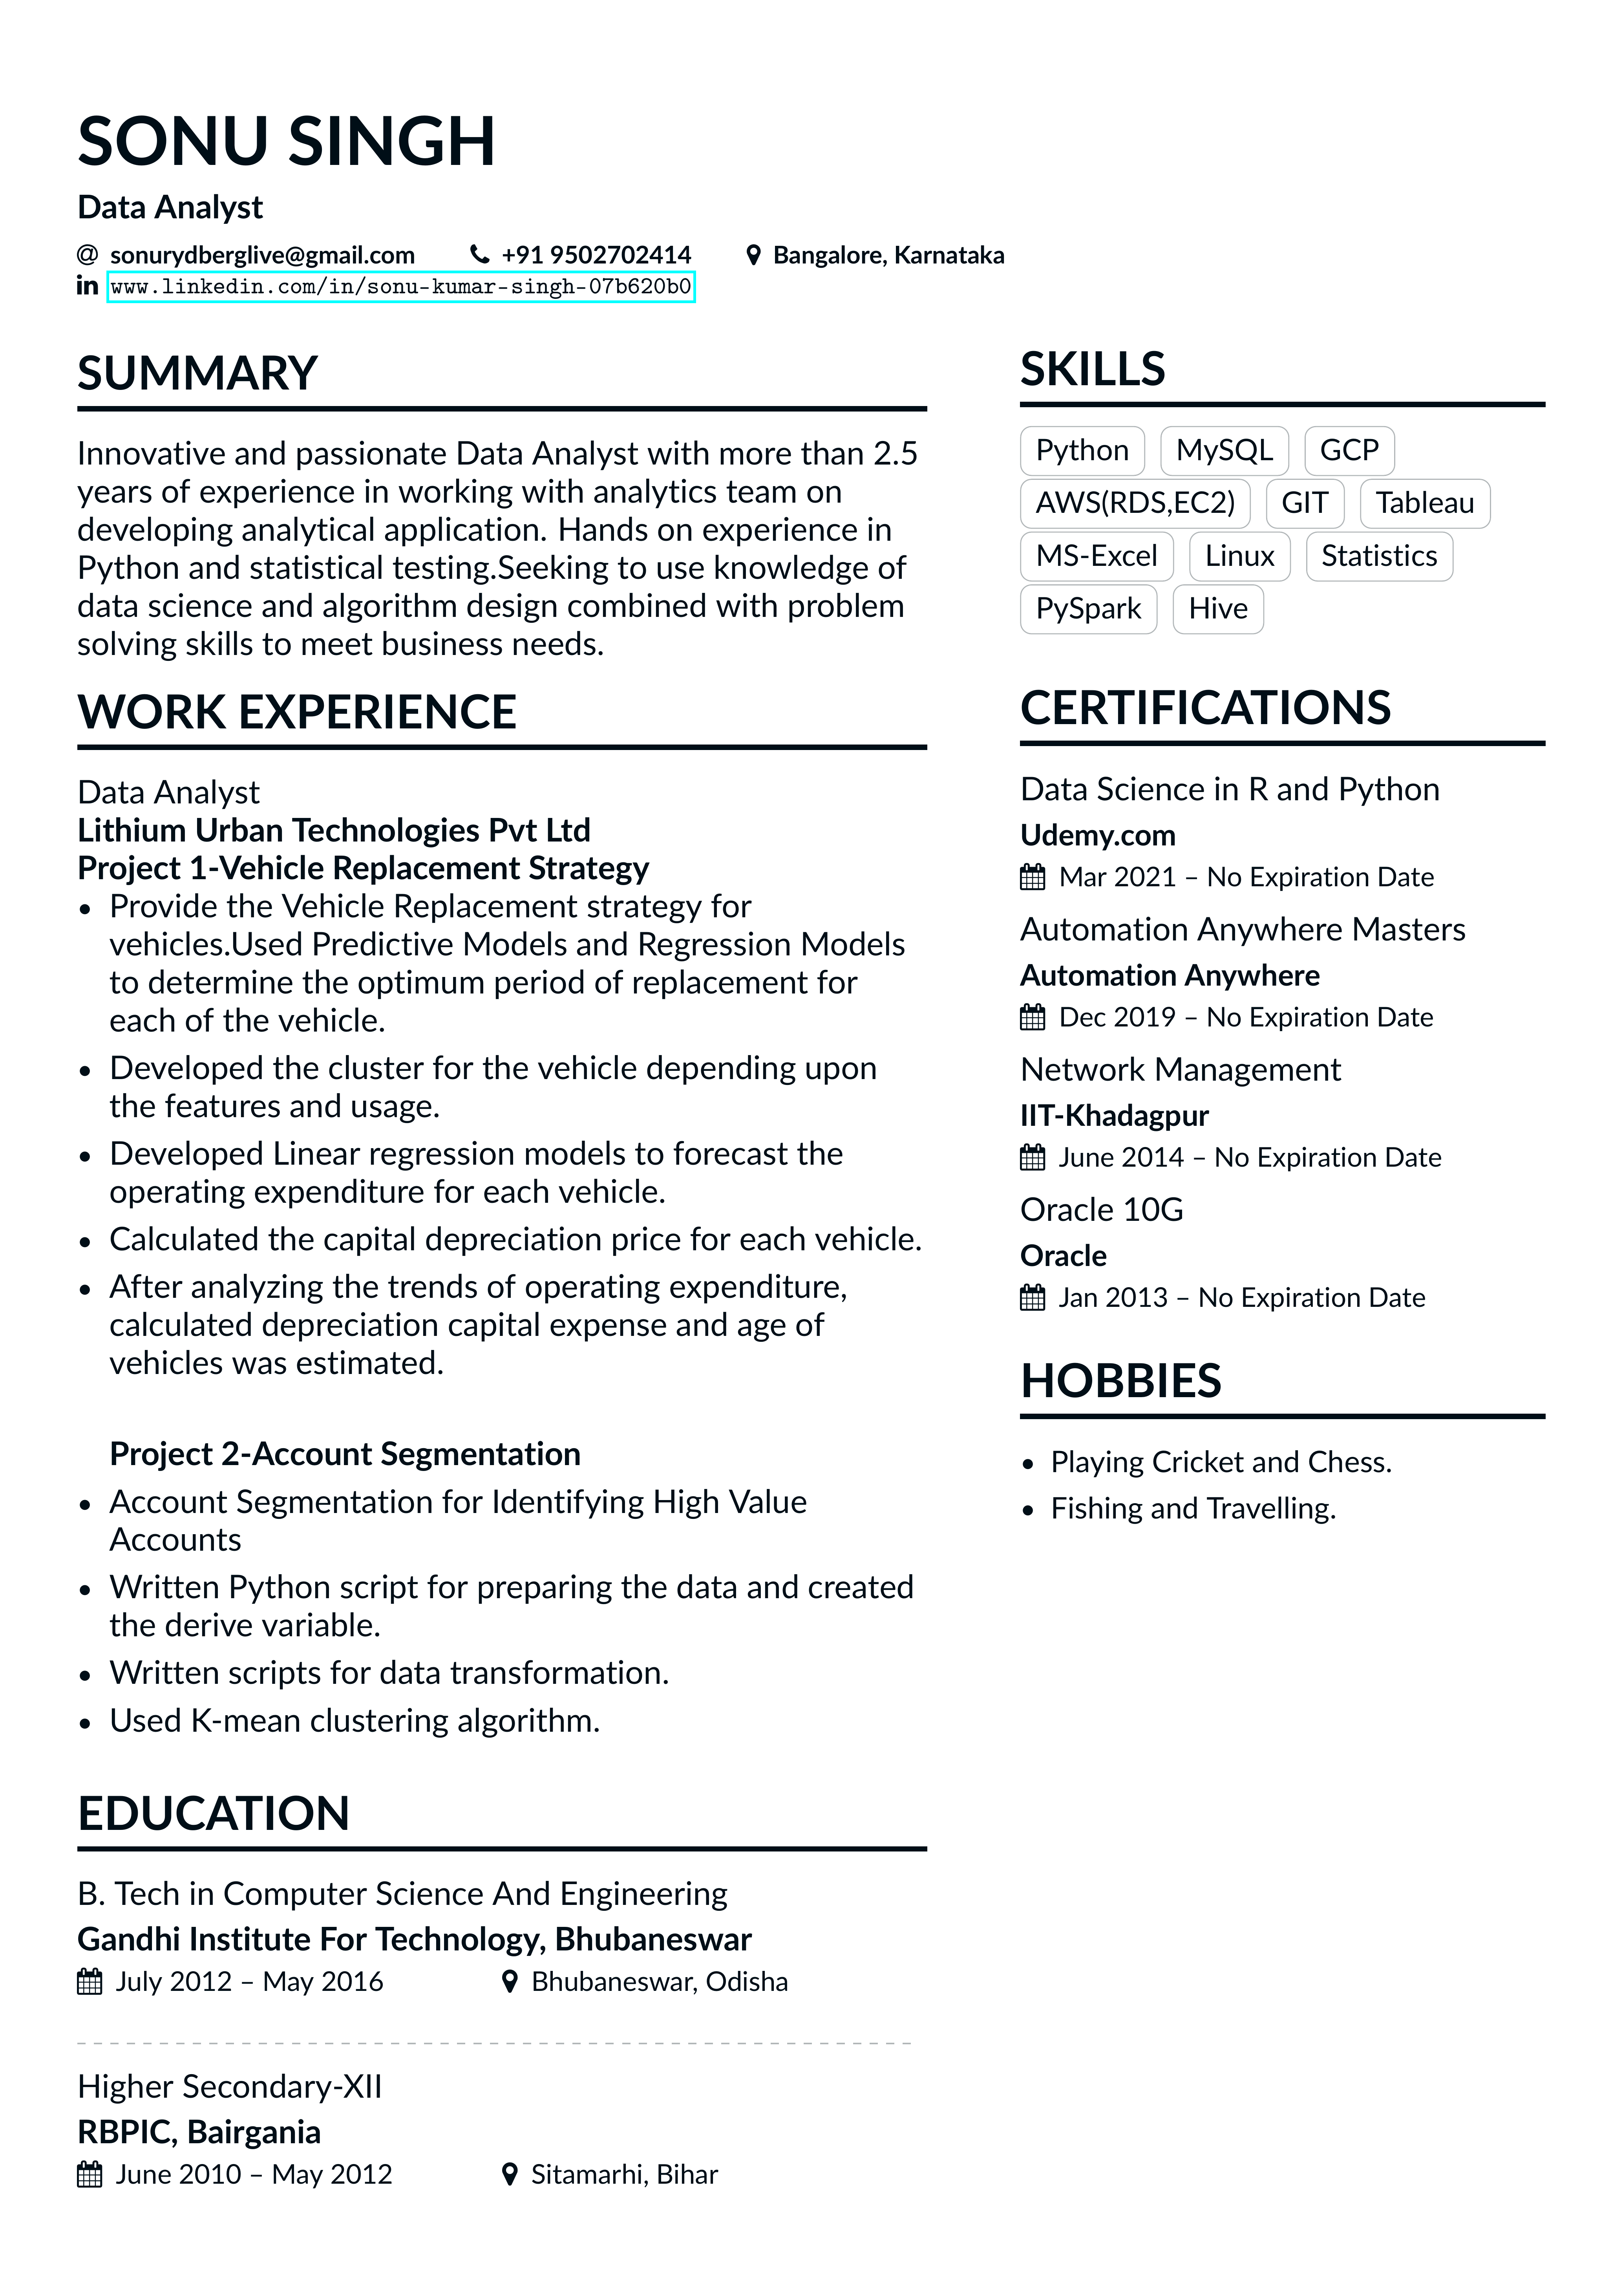 SONU SINGH
Data Analyst
@ sonurydberglive@gmail.com +91 9502702414 Bangalore, Karnataka
in www.linkedin.com/in/sonu-kumar-singh-07b620b0
SUMMARY
Innovative and passionate Data Analyst with more than 2.5
years of experience in working with analytics team on
developing analytical application. Hands on experience in
Python and statistical testing.Seeking to use knowledge of
data science and algorithm design combined with problem
solving skills to meet business needs.
WORK EXPERIENCE
Data Analyst
Lithium Urban Technologies Pvt Ltd
Project 1-Vehicle Replacement Strategy
• Provide the Vehicle Replacement strategy for
vehicles.Used Predictive Models and Regression Models
to determine the optimum period of replacement for
each of the vehicle.
• Developed the cluster for the vehicle depending upon
the features and usage.
• Developed Linear regression models to forecast the
operating expenditure for each vehicle.
• Calculated the capital depreciation price for each vehicle.
• After analyzing the trends of operating expenditure,
calculated depreciation capital expense and age of
vehicles was estimated.
Project 2-Account Segmentation
• Account Segmentation for Identifying High Value
Accounts
• Written Python script for preparing the data and created
the derive variable.
• Written scripts for data transformation.
• Used K-mean clustering algorithm.
EDUCATION
B. Tech in Computer Science And Engineering
Gandhi Institute For Technology, Bhubaneswar
July 2012 – May 2016 Bhubaneswar, Odisha
Higher Secondary-XII
RBPIC, Bairgania
June 2010 – May 2012 Sitamarhi, Bihar
SKILLS
Python MySQL GCP
AWS(RDS,EC2) GIT Tableau
MS-Excel Linux Statistics
PySpark Hive
CERTIFICATIONS
Data Science in R and Python
Udemy.com
Mar 2021 – No Expiration Date
Automation Anywhere Masters
Automation Anywhere
Dec 2019 – No Expiration Date
Network Management
IIT-Khadagpur
June 2014 – No Expiration Date
Oracle 10G
Oracle
Jan 2013 – No Expiration Date
HOBBIES
• Playing Cricket and Chess.
• Fishing and Travelling.